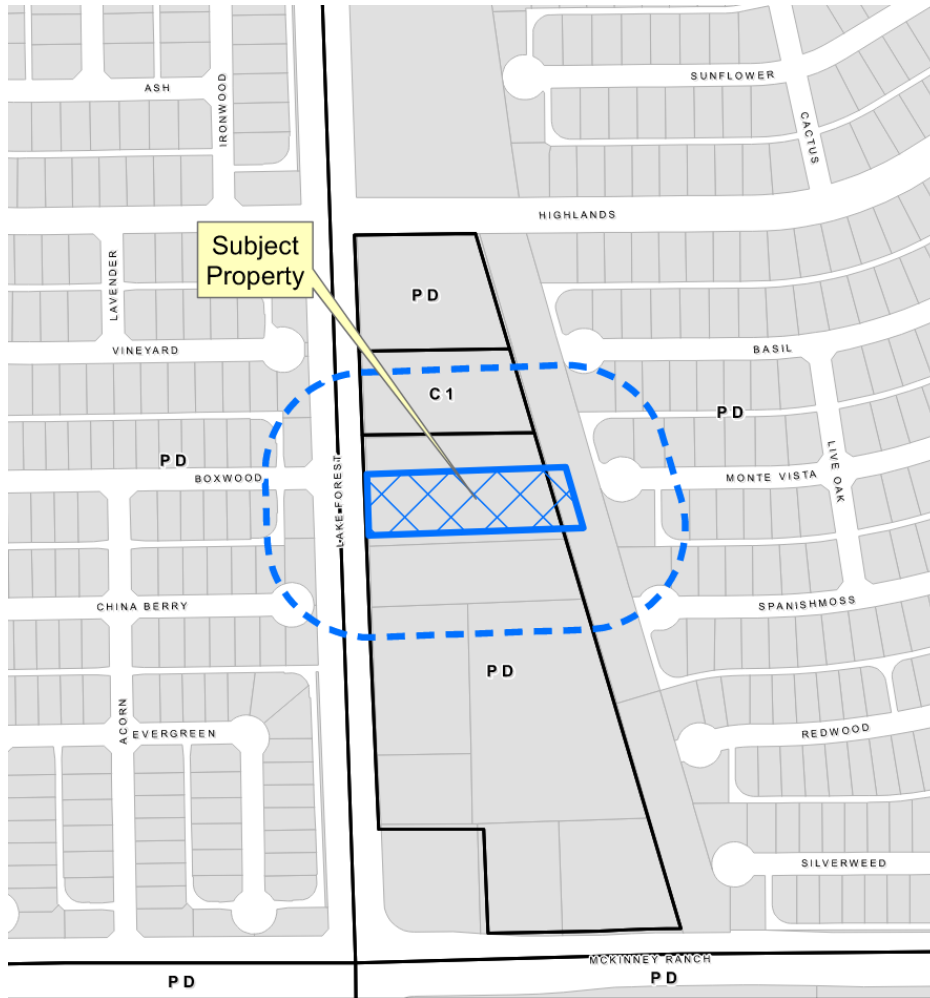 SUNFLOWER
ASH
IRONWOOD
CACTUS
HIGHLANDS
Subject
Property
LAVENDER
PD
VINEYARD
BASIL
C1
PD
PD
BOXWOOD
LAKE FOREST
MONTE VISTA
LIVE OAK
CHINA BERRY
SPANISHMOSS
PD
ACORN
EVERGREEN
REDWOOD
SILVERWEED
MCKINNEY RANCH
PD
PD